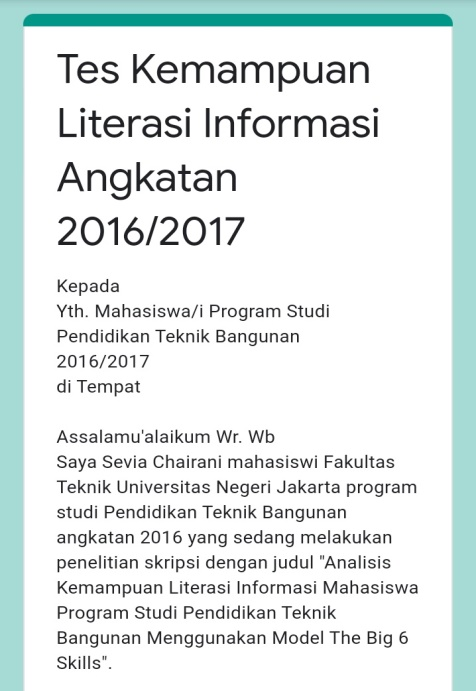 Tes Kemampuan
Literasi Informasi
Angkatan
2016/2017
Kepada
Yth. Mahasiswa/i Program Studi
Pendidikan Teknik Bangunan
2016/2017
di Tempat
Assalamu'alaikum Wr. Wb
Saya Sevia Chairani mahasiswi Fakultas
Teknik Universitas Negeri Jakarta program
studi Pendidikan Teknik Bangunan
angkatan 2016 yang sedang melakukan
penelitian skripsi dengan judul "Analisis
Kemampuan Literasi Informasi Mahasiswa
Program Studi Pendidikan Teknik
Bangunan Menggunakan Model The Big 6
Skills".